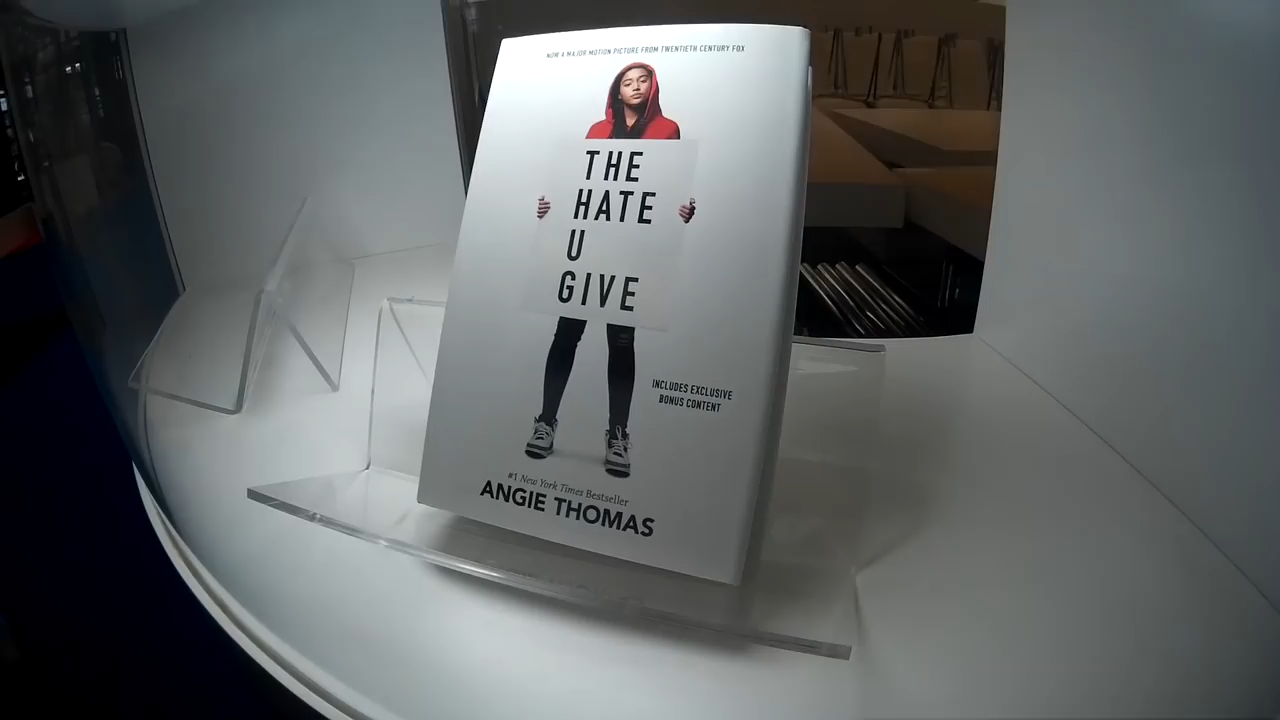 NOW A MAJOR MOTION PICTURE FROM TWENTIETH CENTURY FOX
THE
HATE
U
GIVE
INCLUDES EXCLUSIVE
BONUS CONTENT
#1 New York Times Bestseller
ANGIE THOMAS